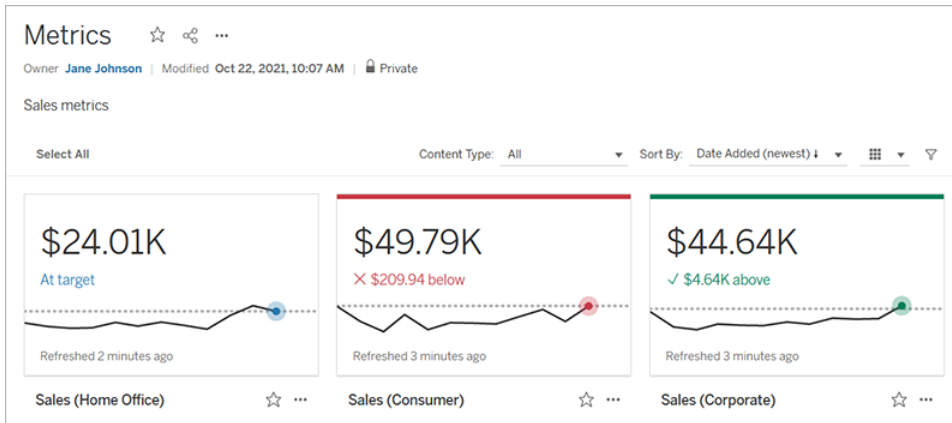 Metrics
Owner Jane Johnson | Modified Oct 22, 2021, 10:07 AM | Private
Sales metrics
Select All Content Type: All Sort By: Date Added (newest) ↓
$24.01K $49.79K $44.64K
At target × $209.94 below ✓ $4.64K above
Refreshed 2 minutes ago Refreshed 3 minutes ago Refreshed 3 minutes ago
Sales (Home Office) Sales (Consumer) Sales (Corporate)